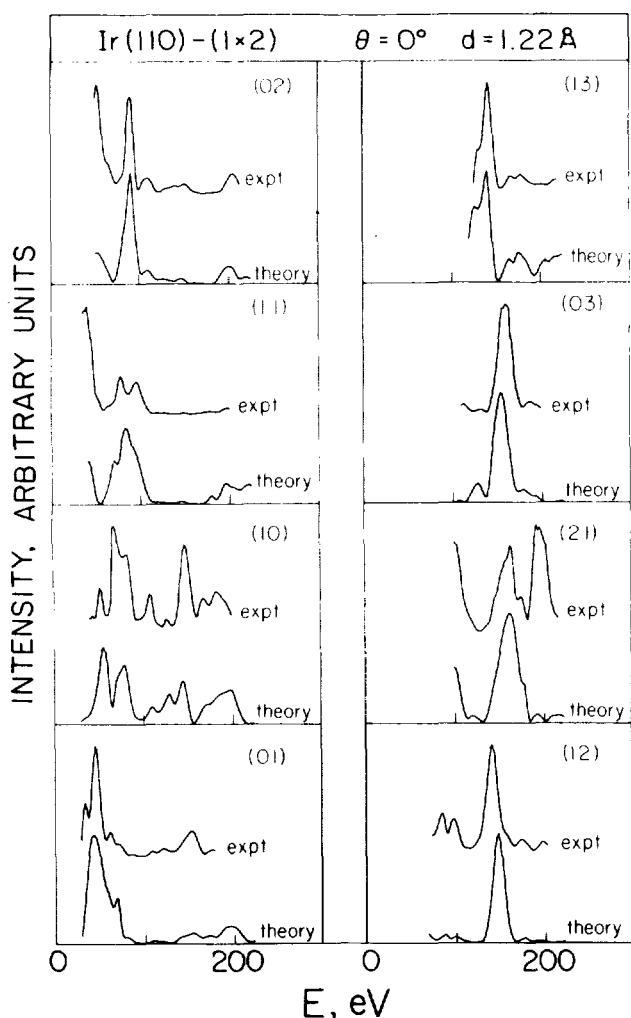 Ir (110) – (1×2) θ = 0° d = 1.22 Å
INTENSITY, ARBITRARY UNITS
(02)
expt
theory
(11)
expt
theory
(10)
expt
theory
(01)
expt
theory
(13)
expt
theory
(03)
expt
theory
(21)
expt
theory
(12)
expt
theory
0 200 0 200
E, eV